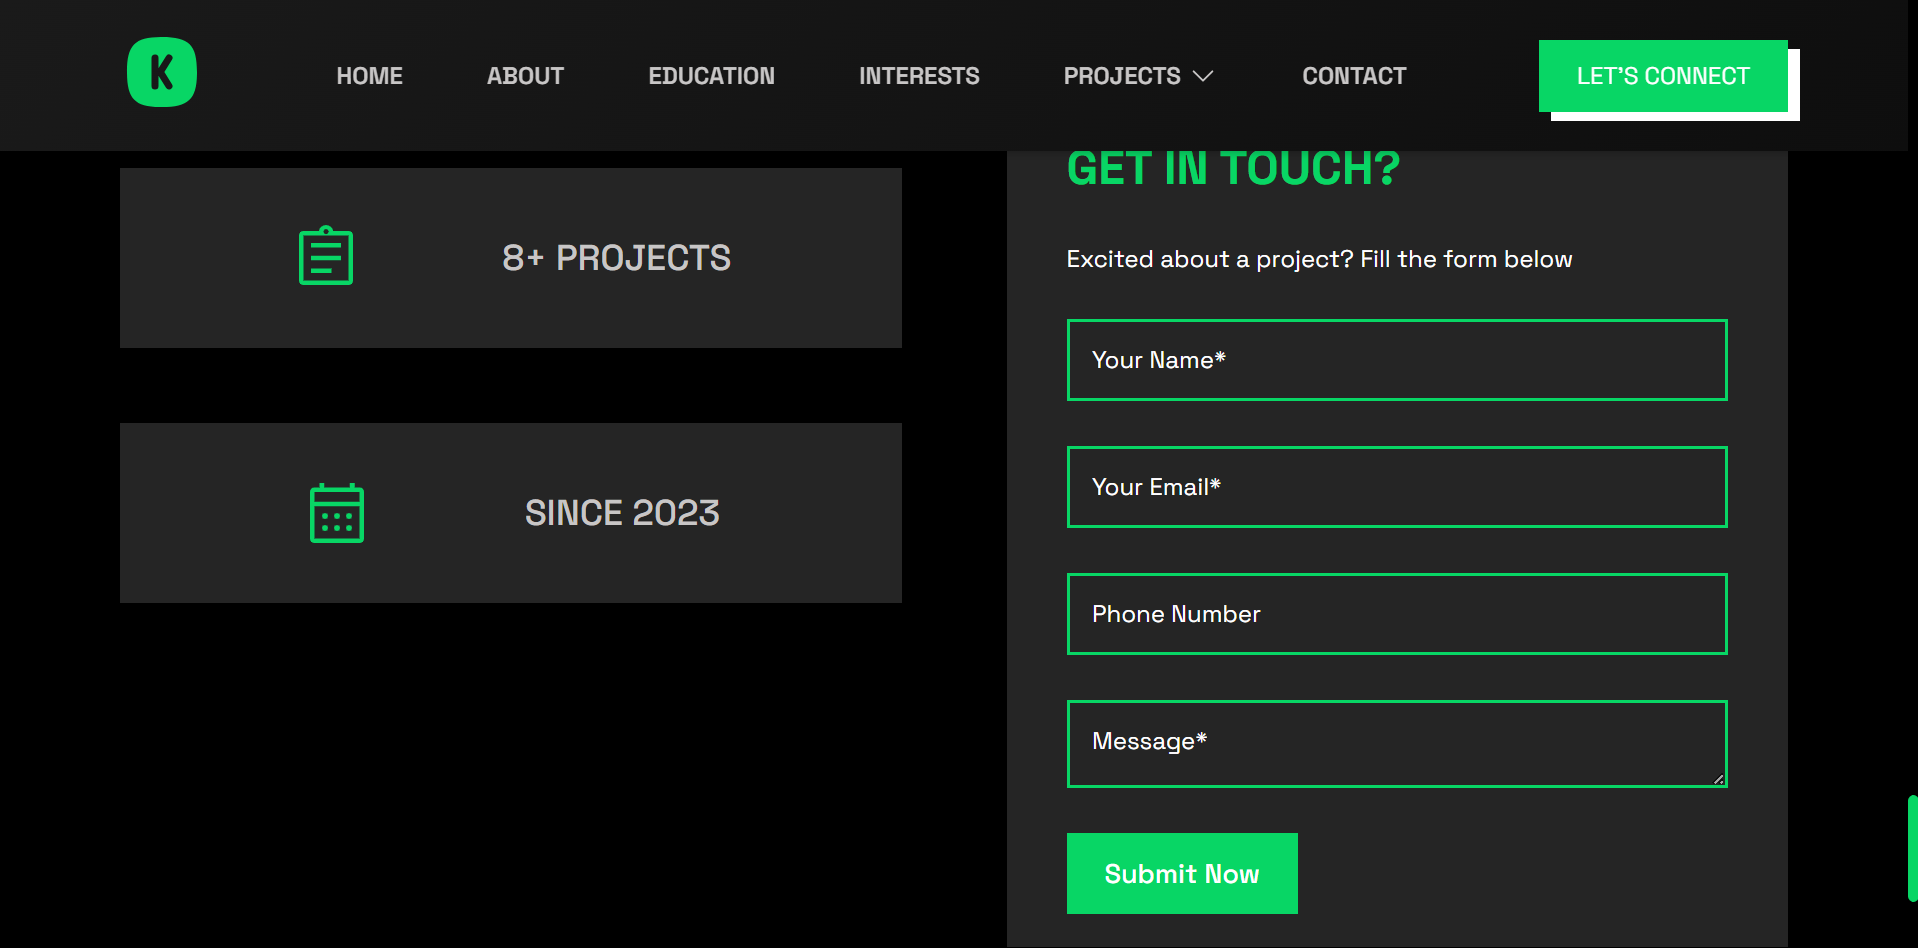 K
HOME
ABOUT
EDUCATION
INTERESTS
PROJECTS
CONTACT
LET'S CONNECT
8+ PROJECTS
SINCE 2023
GET IN TOUCH?
Excited about a project? Fill the form below
Your Name*
Your Email*
Phone Number
Message*
Submit Now